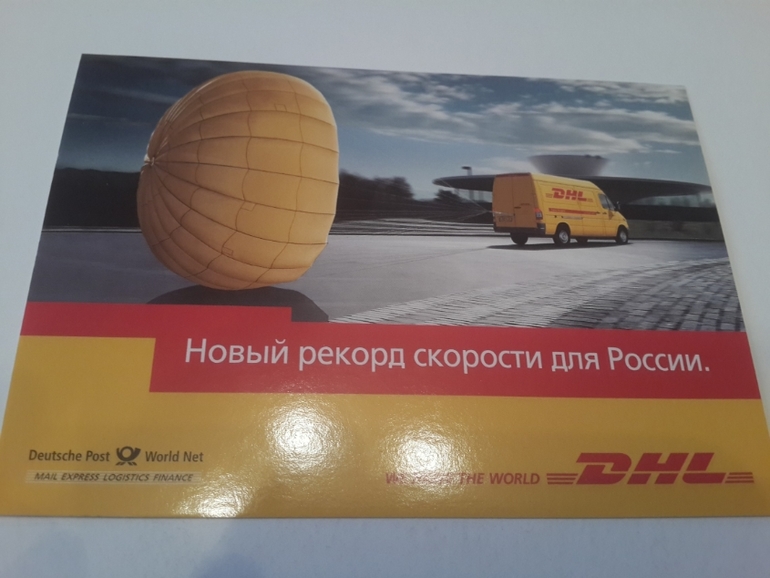 DHL
Новый рекорд скорости для России.
Deutsche Post World Net
MAIL EXPRESS LOGISTICS FINANCE
THE WORLD DHL